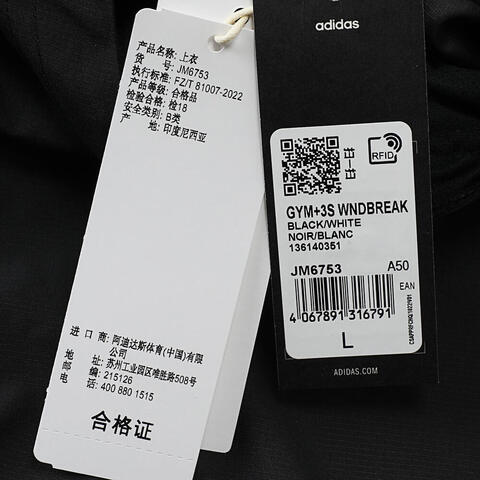 产品名称: 上衣
货 号: JM6753
执行标准: FZ/T 81007-2022
产品等级: 合格品
检验合格: 检18
安全类别: B类
产 地: 印度尼西亚
进 口 商: 阿迪达斯体育(中国)有限
公司
地 址: 苏州工业园区唯胜路508号
邮 编: 215126
电 话: 400 880 1515
合格证
adidas
RFID
GYM+3S WNDBREAK
BLACK/WHITE
NOIR/BLANC
136140351
JM6753 A50
EAN
4 067891 316791
L
ADIDAS.COM